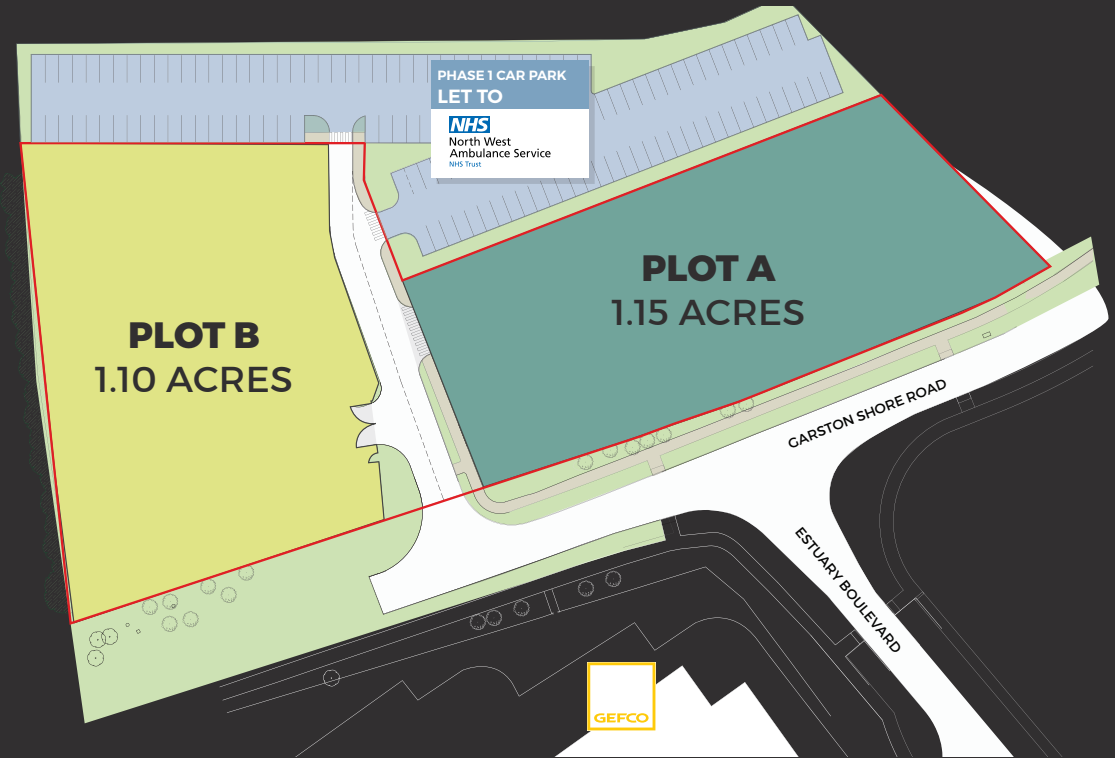 PHASE 1 CAR PARK
LET TO
NHS
North West
Ambulance Service
NHS Trust
PLOT A
1.15 ACRES
PLOT B
1.10 ACRES
GARSTON SHORE ROAD
ESTUARY BOULEVARD
GEFCO